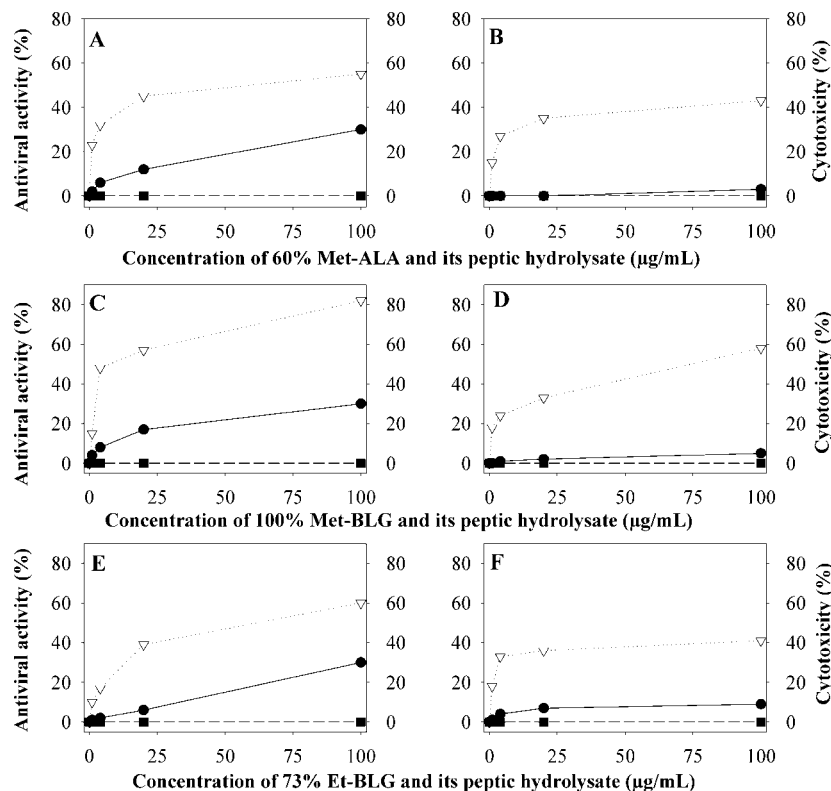 A
B
80 80 80 80
60 60 60 60
40 40 40 40
20 20 20 20
0 0 0 0
Antiviral activity (%)
Cytotoxicity (%)
0 25 50 75 100 0 25 50 75 100
Concentration of 60% Met-ALA and its peptic hydrolysate (µg/mL)
C
D
80 80 80 80
60 60 60 60
40 40 40 40
20 20 20 20
0 0 0 0
Antiviral activity (%)
Cytotoxicity (%)
0 25 50 75 100 0 25 50 75 100
Concentration of 100% Met-BLG and its peptic hydrolysate (µg/mL)
E
F
80 80 80 80
60 60 60 60
40 40 40 40
20 20 20 20
0 0 0 0
Antiviral activity (%)
Cytotoxicity (%)
0 25 50 75 100 0 25 50 75 100
Concentration of 73% Et-BLG and its peptic hydrolysate (µg/mL)